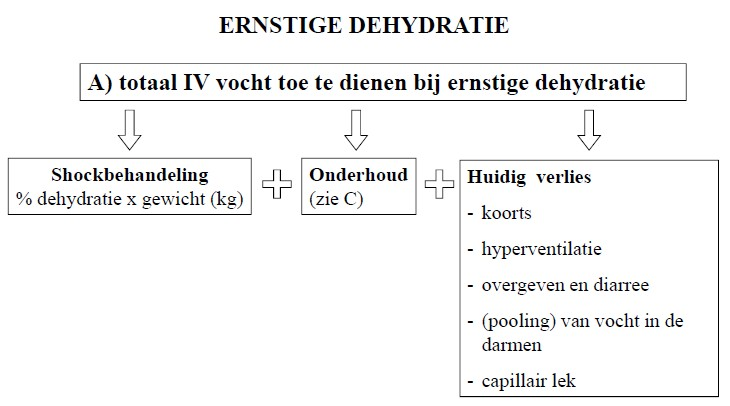 ERNSTIGE DEHYDRATIE
A) totaal IV vocht toe te dienen bij ernstige dehydratie
Shockbehandeling
% dehydratie x gewicht (kg)
Onderhoud
(zie C)
Huidig verlies
- koorts
- hyperventilatie
- overgeven en diarree
- (pooling) van vocht in de
darmen
- capillair lek